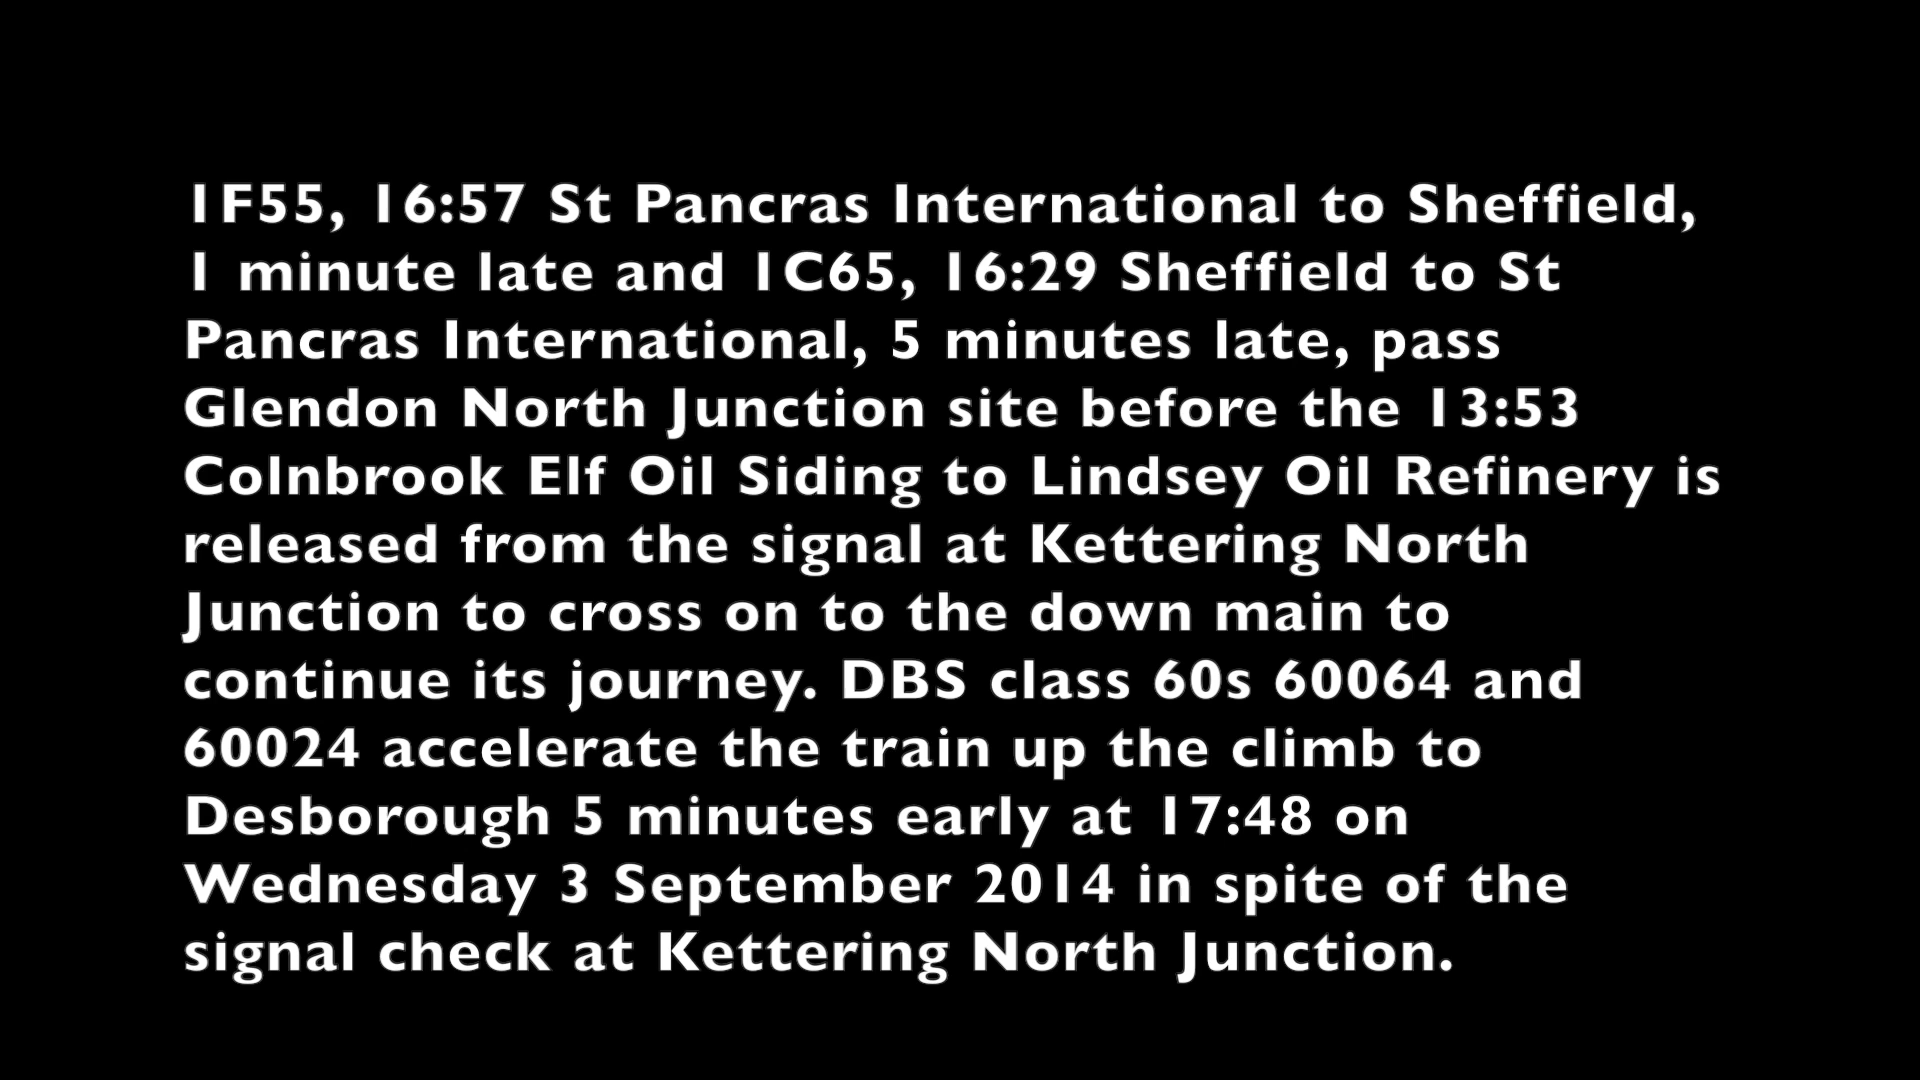 1F55, 16:57 St Pancras International to Sheffield,
1 minute late and 1C65, 16:29 Sheffield to St
Pancras International, 5 minutes late, pass
Glendon North Junction site before the 13:53
Colnbrook Elf Oil Siding to Lindsey Oil Refinery is
released from the signal at Kettering North
Junction to cross on to the down main to
continue its journey. DBS class 60s 60064 and
60024 accelerate the train up the climb to
Desborough 5 minutes early at 17:48 on
Wednesday 3 September 2014 in spite of the
signal check at Kettering North Junction.